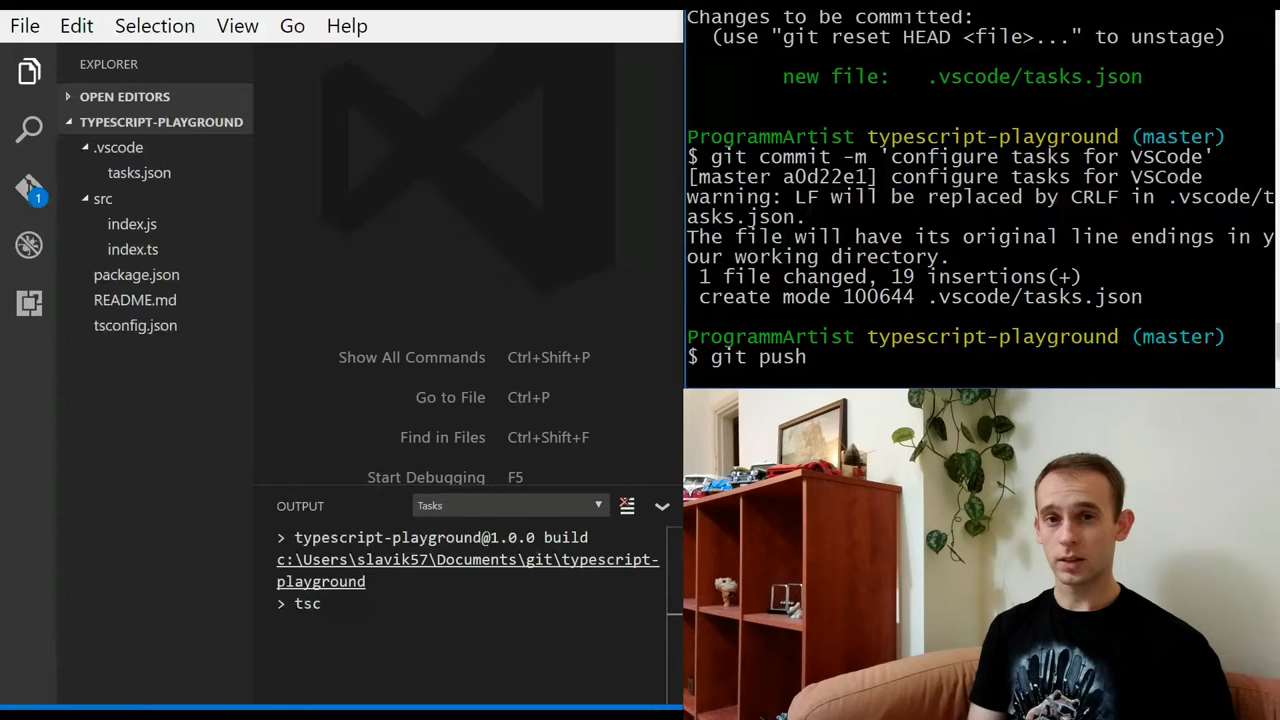 File Edit Selection View Go Help
EXPLORER
OPEN EDITORS
TYPESCRIPT-PLAYGROUND
.vscode
tasks.json
1
src
index.js
index.ts
package.json
README.md
tsconfig.json
Show All Commands Ctrl+Shift+P
Go to File Ctrl+P
Find in Files Ctrl+Shift+F
Start Debugging F5
OUTPUT Tasks
> typescript-playground@1.0.0 build
c:\Users\slavik57\Documents\git\typescript-
playground
> tsc
Changes to be committed:
(use "git reset HEAD <file>..." to unstage)
new file: .vscode/tasks.json
ProgrammArtist typescript-playground (master)
$ git commit -m 'configure tasks for VSCode'
[master a0d22e1] configure tasks for VSCode
warning: LF will be replaced by CRLF in .vscode/t
asks.json.
The file will have its original line endings in y
our working directory.
1 file changed, 19 insertions(+)
create mode 100644 .vscode/tasks.json
ProgrammArtist typescript-playground (master)
$ git push